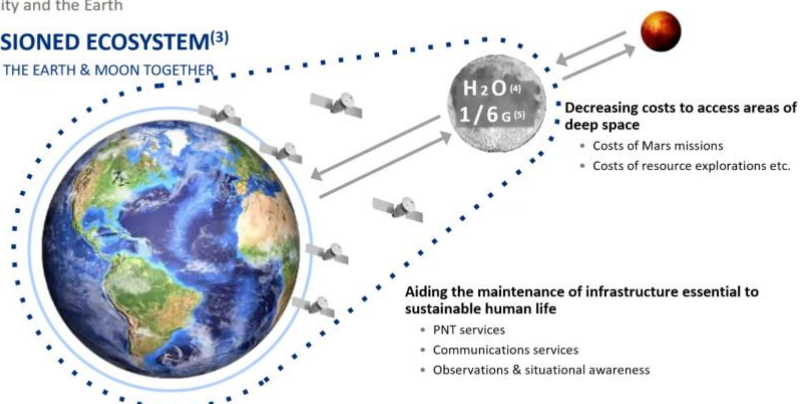 ity and the Earth
SIONED ECOSYSTEM(3)
THE EARTH & MOON TOGETHER
H2O (4)
1/6 G (5)
Decreasing costs to access areas of
deep space
• Costs of Mars missions
• Costs of resource explorations etc.
Aiding the maintenance of infrastructure essential to
sustainable human life
• PNT services
• Communications services
• Observations & situational awareness